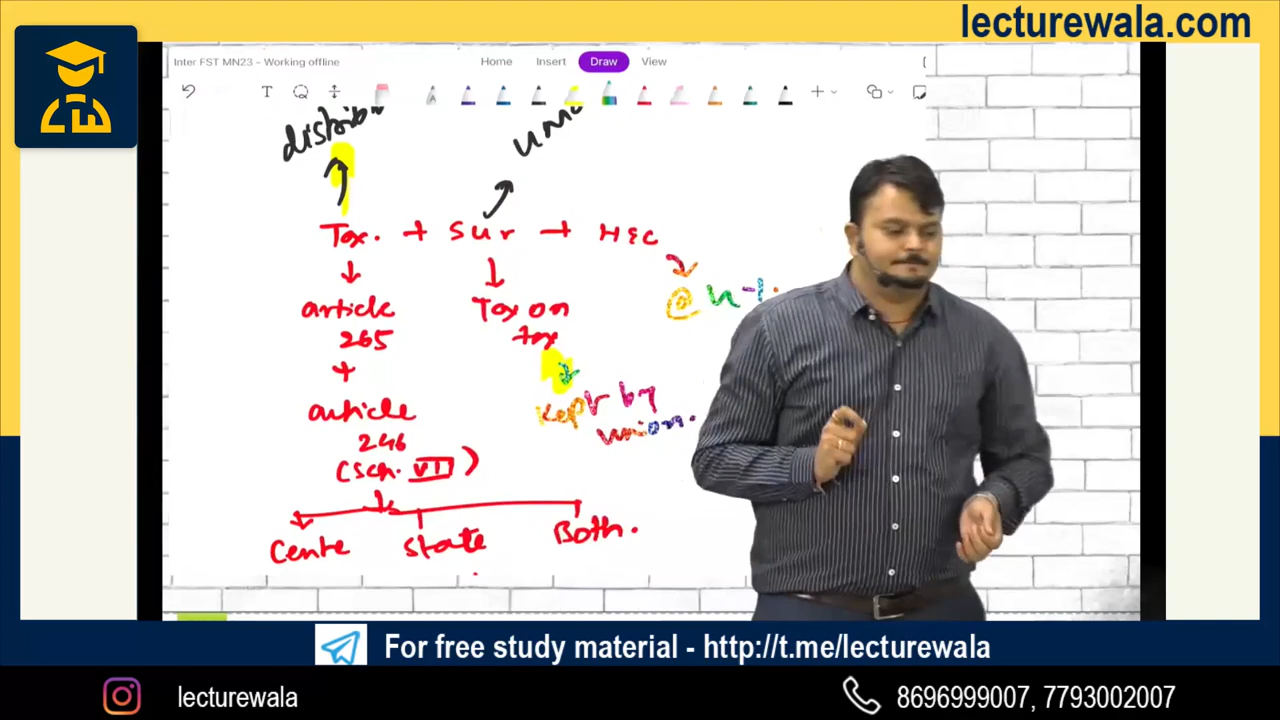 lecturewala.com
Inter FST MN23 - Working offline
Home Insert Draw View
T
A
Tax. + Sur + H&C
↓ ↓
article Tax on
265 tax
+
article kept by
246 union.
(Sch. VII)
Centre State Both.
For free study material - http://t.me/lecturewala
lecturewala
8696999007, 7793002007